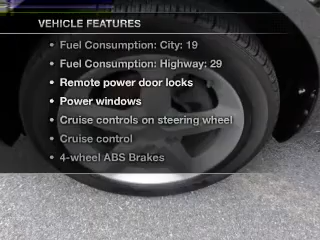 VEHICLE FEATURES
• Fuel Consumption: City: 19
• Fuel Consumption: Highway: 29
• Remote power door locks
• Power windows
• Cruise controls on steering wheel
• Cruise control
• 4-wheel ABS Brakes